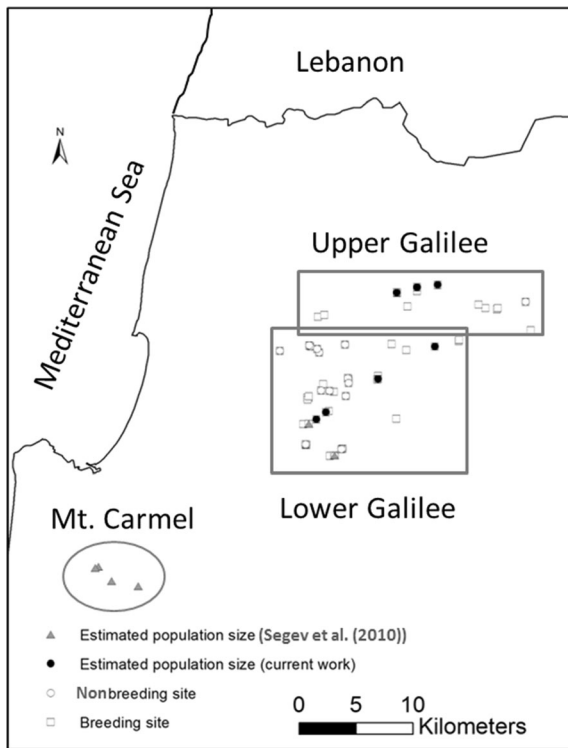 Lebanon
N
Mediterranean Sea
Upper Galilee
Lower Galilee
Mt. Carmel
Estimated population size (Segev et al. (2010))
Estimated population size (current work)
Nonbreeding site
Breeding site
0 5 10
Kilometers